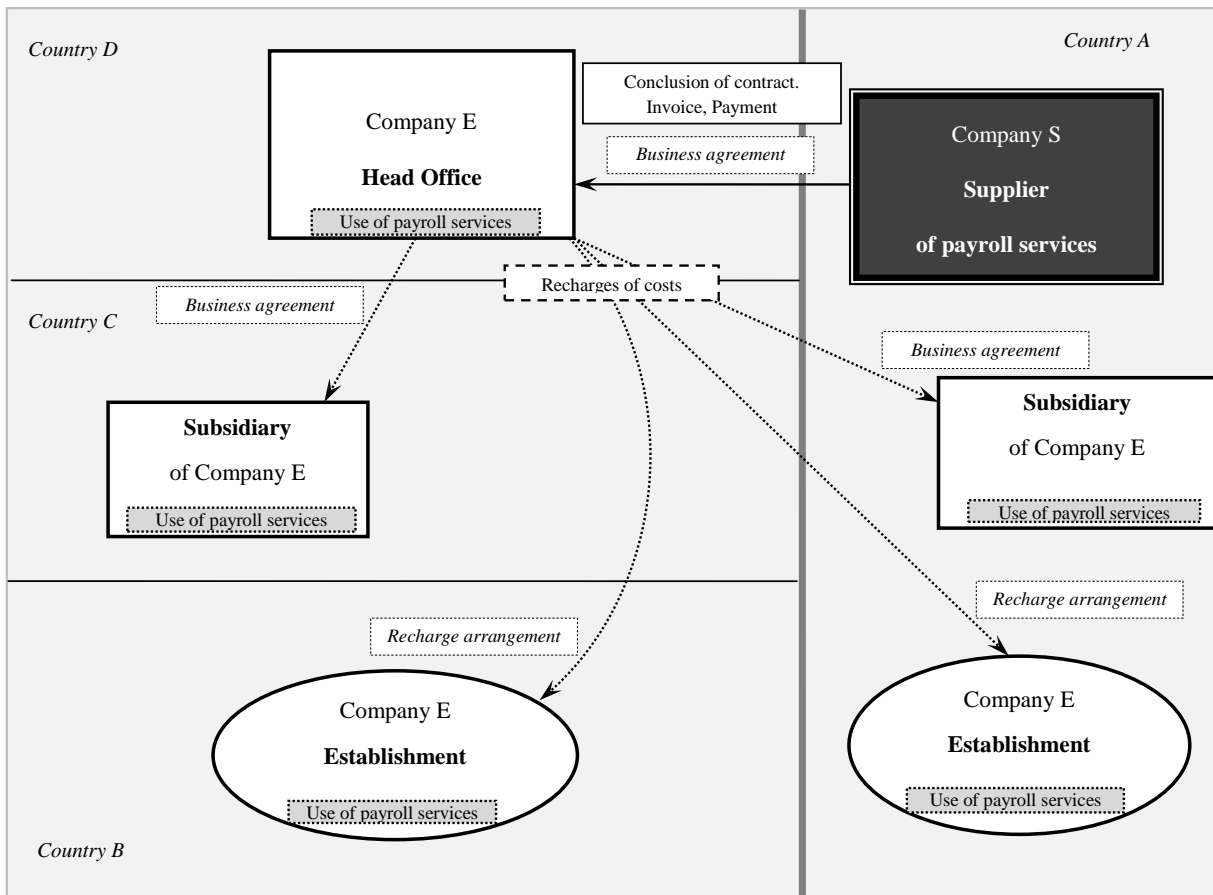 Country D
Country A
Conclusion of contract.
Invoice, Payment
Company E
Head Office
Use of payroll services
Business agreement
Company S
Supplier
of payroll services
Recharges of costs
Business agreement
Country C
Business agreement
Subsidiary
of Company E
Use of payroll services
Subsidiary
of Company E
Use of payroll services
Recharge arrangement
Recharge arrangement
Company E
Establishment
Use of payroll services
Company E
Establishment
Use of payroll services
Country B